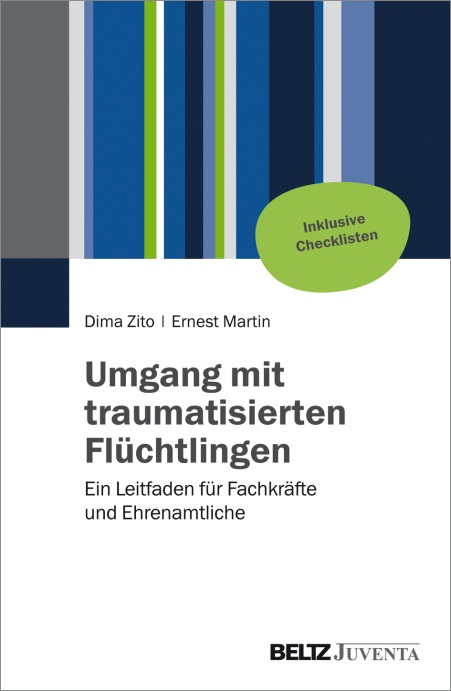 Inklusive
Checklisten
Dima Zito | Ernest Martin
Umgang mit
traumatisierten
Flüchtlingen
Ein Leitfaden für Fachkräfte
und Ehrenamtliche
BELTZ JUVENTA